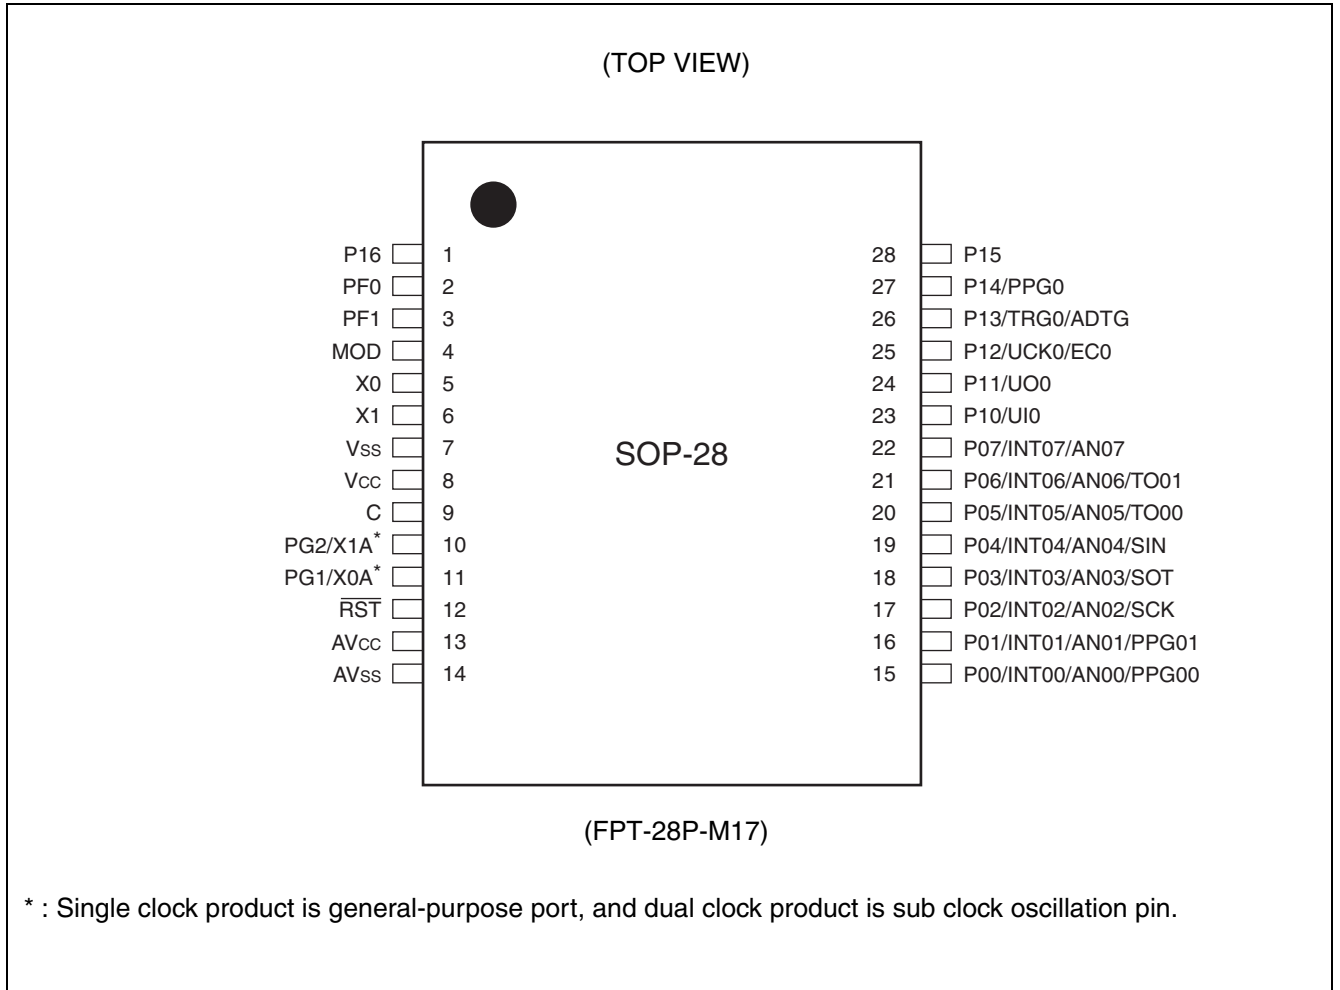 (TOP VIEW)
P16 1 28 P15
PF0 2 27 P14/PPG0
PF1 3 26 P13/TRG0/ADTG
MOD 4 25 P12/UCK0/EC0
X0 5 24 P11/UO0
X1 6 23 P10/UI0
Vss 7 22 P07/INT07/AN07
Vcc 8 21 P06/INT06/AN06/TO01
C 9 20 P05/INT05/AN05/TO00
PG2/X1A* 10 19 P04/INT04/AN04/SIN
PG1/X0A* 11 18 P03/INT03/AN03/SOT
RST 12 17 P02/INT02/AN02/SCK
AVcc 13 16 P01/INT01/AN01/PPG01
AVss 14 15 P00/INT00/AN00/PPG00
SOP-28
(FPT-28P-M17)
* : Single clock product is general-purpose port, and dual clock product is sub clock oscillation pin.